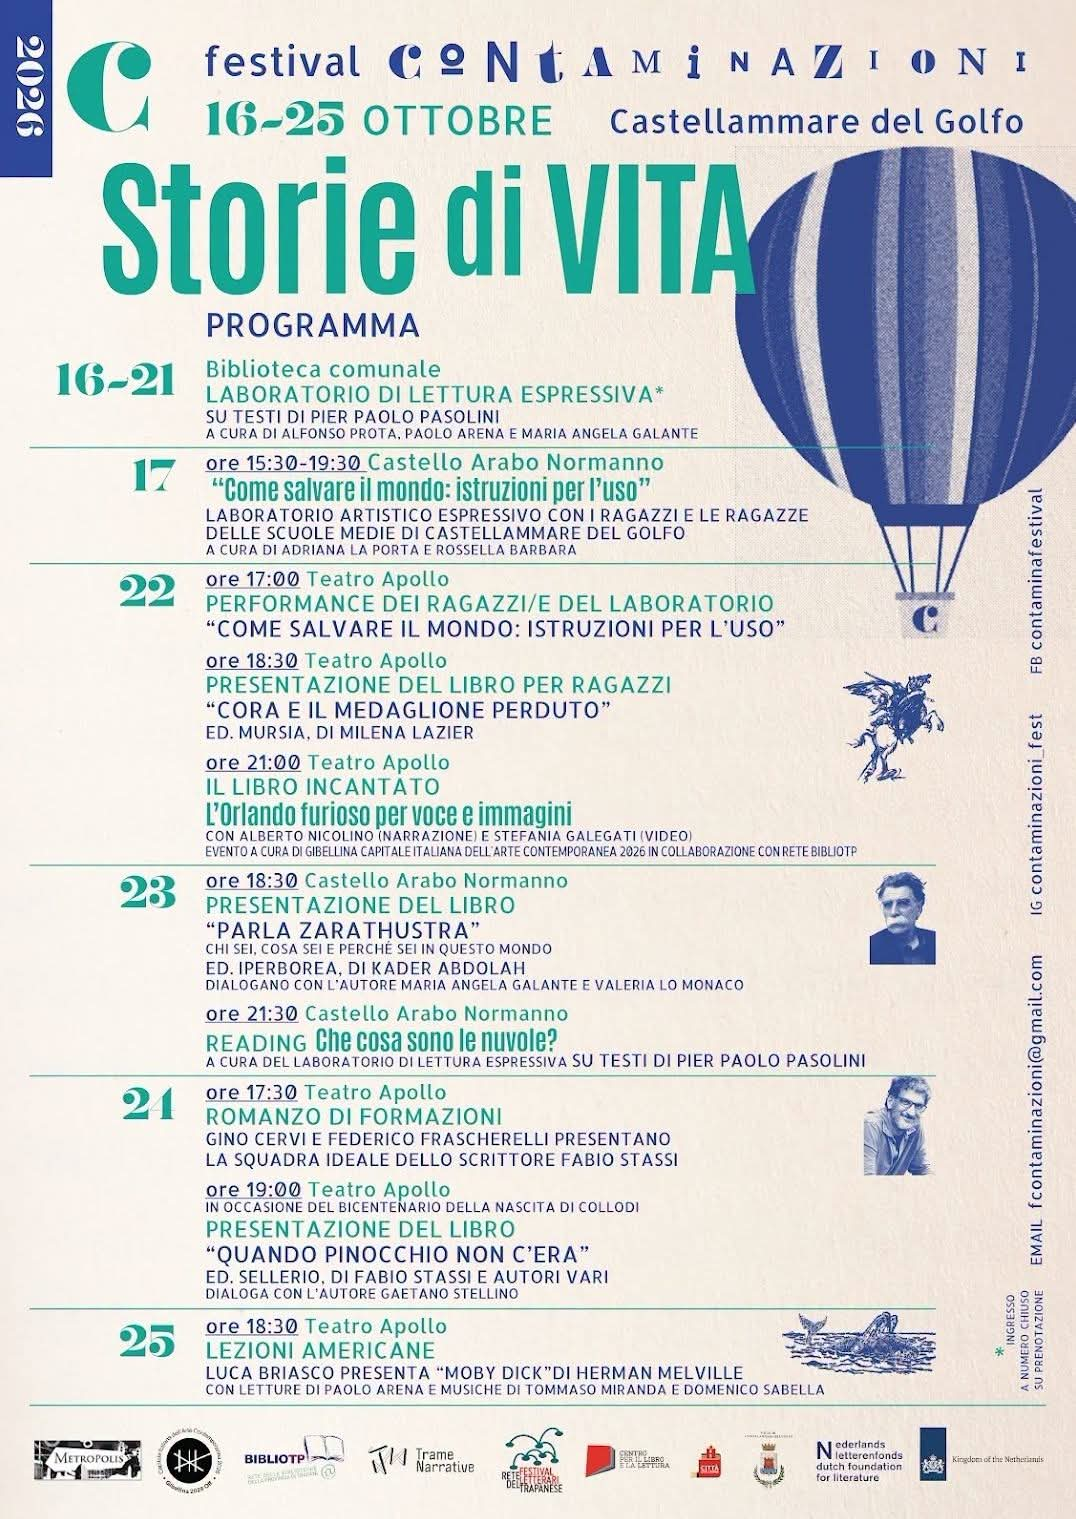 2026
C
festival CONTAMINAZIONI
16-25 OTTOBRE Castellammare del Golfo
Storie di VITA
PROGRAMMA
16-21
Biblioteca comunale
LABORATORIO DI LETTURA ESPRESSIVA*
SU TESTI DI PIER PAOLO PASOLINI
A CURA DI ALFONSO PROTA, PAOLO ARENA E MARIA ANGELA GALANTE
17
ore 15:30-19:30 Castello Arabo Normanno
“Come salvare il mondo: istruzioni per l’uso”
LABORATORIO ARTISTICO ESPRESSIVO CON I RAGAZZI E LE RAGAZZE
DELLE SCUOLE MEDIE DI CASTELLAMMARE DEL GOLFO
A CURA DI ADRIANA LA PORTA E ROSSELLA BARBARA
22
ore 17:00 Teatro Apollo
PERFORMANCE DEI RAGAZZI/E DEL LABORATORIO
“COME SALVARE IL MONDO: ISTRUZIONI PER L’USO”
ore 18:30 Teatro Apollo
PRESENTAZIONE DEL LIBRO PER RAGAZZI
“CORA E IL MEDAGLIONE PERDUTO”
ED. MURSIA, DI MILENA LAZIER
ore 21:00 Teatro Apollo
IL LIBRO INCANTATO
L’Orlando furioso per voce e immagini
CON ALBERTO NICOLINO (NARRAZIONE) E STEFANIA GALEGATI (VIDEO)
EVENTO A CURA DI GIBELLINA CAPITALE ITALIANA DELL’ARTE CONTEMPORANEA 2026 IN COLLABORAZIONE CON RETE BIBLIOTP
23
ore 18:30 Castello Arabo Normanno
PRESENTAZIONE DEL LIBRO
“PARLA ZARATHUSTRA”
CHI SEI, COSA SEI E PERCHÉ SEI IN QUESTO MONDO
ED. IPERBOREA, DI KADER ABDOLAH
DIALOGANO CON L’AUTORE MARIA ANGELA GALANTE E VALERIA LO MONACO
ore 21:30 Castello Arabo Normanno
READING Che cosa sono le nuvole?
A CURA DEL LABORATORIO DI LETTURA ESPRESSIVA SU TESTI DI PIER PAOLO PASOLINI
24
ore 17:30 Teatro Apollo
ROMANZO DI FORMAZIONI
GINO CERVI E FEDERICO FRASCHERELLI PRESENTANO
LA SQUADRA IDEALE DELLO SCRITTORE FABIO STASSI
ore 19:00 Teatro Apollo
IN OCCASIONE DEL BICENTENARIO DELLA NASCITA DI COLLODI
PRESENTAZIONE DEL LIBRO
“QUANDO PINOCCHIO NON C’ERA”
ED. SELLERIO, DI FABIO STASSI E AUTORI VARI
DIALOGA CON L’AUTORE GAETANO STELLINO
25
ore 18:30 Teatro Apollo
LEZIONI AMERICANE
LUCA BRIASCO PRESENTA “MOBY DICK”DI HERMAN MELVILLE
CON LETTURE DI PAOLO ARENA E MUSICHE DI TOMMASO MIRANDA E DOMENICO SABELLA
C
FB contaminafestival
IG contaminazioni_fest
EMAIL fcontaminazioni@gmail.com
* INGRESSO
A NUMERO CHIUSO
SU PRENOTAZIONE
METROPOLIS
BIBLIOTP
@
Trame
Narrative
RETE FESTIVAL
LETTERARI
DEL TRAPANESE
CENTRO
PER IL LIBRO
E LA LETTURA
CITTÀ
Nederlands
letterenfonds
dutch foundation
for literature
Kingdom of the Netherlands